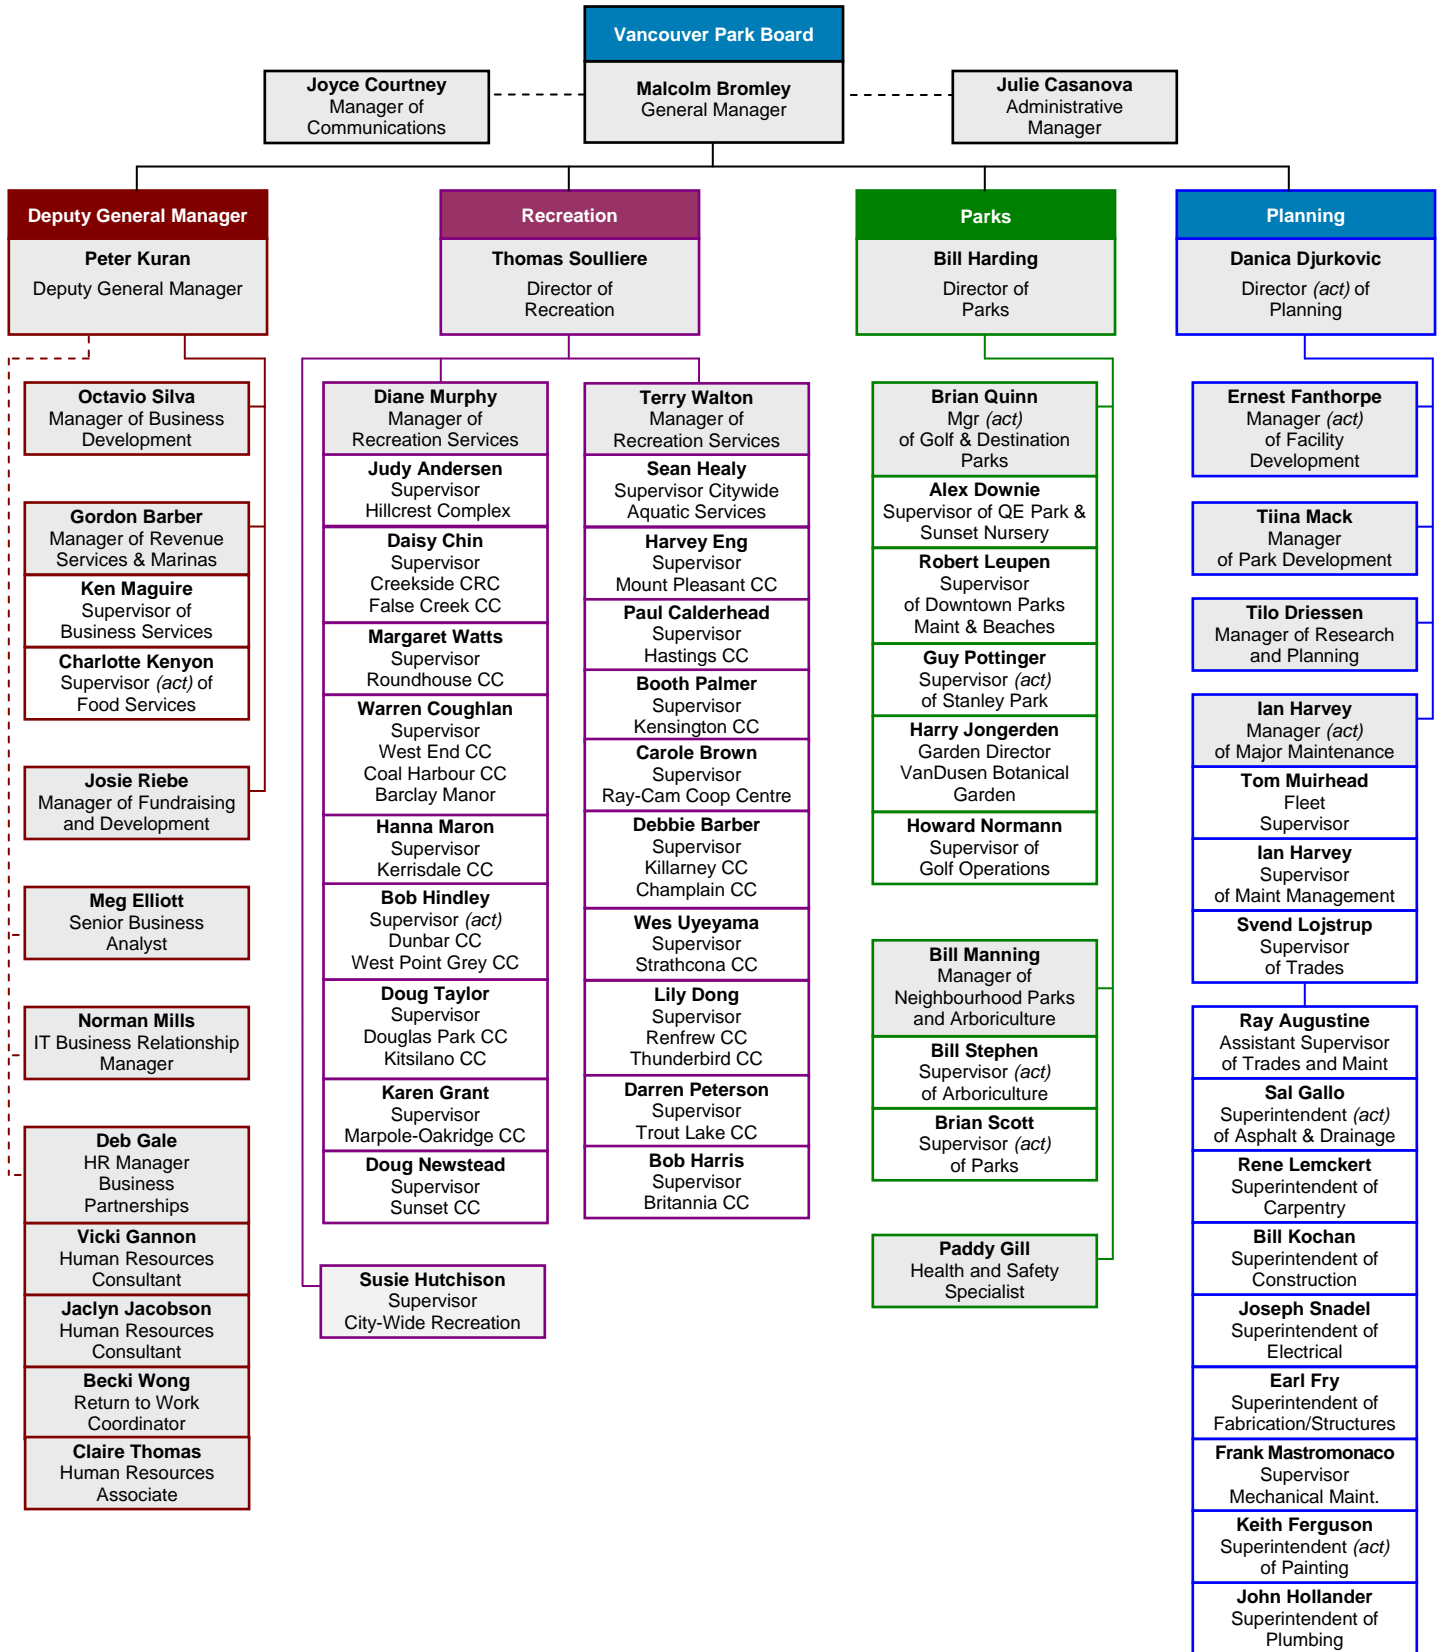 Vancouver Park Board
Joyce Courtney
Manager of
Communications
Malcolm Bromley
General Manager
Julie Casanova
Administrative
Manager
Deputy General Manager
Peter Kuran
Deputy General Manager
Octavio Silva
Manager of Business
Development
Gordon Barber
Manager of Revenue
Services & Marinas
Ken Maguire
Supervisor of
Business Services
Charlotte Kenyon
Supervisor (act) of
Food Services
Josie Riebe
Manager of Fundraising
and Development
Meg Elliott
Senior Business
Analyst
Norman Mills
IT Business Relationship
Manager
Deb Gale
HR Manager
Business
Partnerships
Vicki Gannon
Human Resources
Consultant
Jaclyn Jacobson
Human Resources
Consultant
Becki Wong
Return to Work
Coordinator
Claire Thomas
Human Resources
Associate
Recreation
Thomas Soulliere
Director of
Recreation
Diane Murphy
Manager of
Recreation Services
Judy Andersen
Supervisor
Hillcrest Complex
Daisy Chin
Supervisor
Creekside CRC
False Creek CC
Margaret Watts
Supervisor
Roundhouse CC
Warren Coughlan
Supervisor
West End CC
Coal Harbour CC
Barclay Manor
Hanna Maron
Supervisor
Kerrisdale CC
Bob Hindley
Supervisor (act)
Dunbar CC
West Point Grey CC
Doug Taylor
Supervisor
Douglas Park CC
Kitsilano CC
Karen Grant
Supervisor
Marpole-Oakridge CC
Doug Newstead
Supervisor
Sunset CC
Susie Hutchison
Supervisor
City-Wide Recreation
Terry Walton
Manager of
Recreation Services
Sean Healy
Supervisor Citywide
Aquatic Services
Harvey Eng
Supervisor
Mount Pleasant CC
Paul Calderhead
Supervisor
Hastings CC
Booth Palmer
Supervisor
Kensington CC
Carole Brown
Supervisor
Ray-Cam Coop Centre
Debbie Barber
Supervisor
Killarney CC
Champlain CC
Wes Uyeyama
Supervisor
Strathcona CC
Lily Dong
Supervisor
Renfrew CC
Thunderbird CC
Darren Peterson
Supervisor
Trout Lake CC
Bob Harris
Supervisor
Britannia CC
Parks
Bill Harding
Director of
Parks
Brian Quinn
Mgr (act)
of Golf & Destination
Parks
Alex Downie
Supervisor of QE Park &
Sunset Nursery
Robert Leupen
Supervisor
of Downtown Parks
Maint & Beaches
Guy Pottinger
Supervisor (act)
of Stanley Park
Harry Jongerden
Garden Director
VanDusen Botanical
Garden
Howard Normann
Supervisor of
Golf Operations
Bill Manning
Manager of
Neighbourhood Parks
and Arboriculture
Bill Stephen
Supervisor (act)
of Arboriculture
Brian Scott
Supervisor (act)
of Parks
Paddy Gill
Health and Safety
Specialist
Planning
Danica Djurkovic
Director (act) of
Planning
Ernest Fanthorpe
Manager (act)
of Facility
Development
Tiina Mack
Manager
of Park Development
Tilo Driessen
Manager of Research
and Planning
Ian Harvey
Manager (act)
of Major Maintenance
Tom Muirhead
Fleet
Supervisor
Ian Harvey
Supervisor
of Maint Management
Svend Lojstrup
Supervisor
of Trades
Ray Augustine
Assistant Supervisor
of Trades and Maint
Sal Gallo
Superintendent (act)
of Asphalt & Drainage
Rene Lemckert
Superintendent of
Carpentry
Bill Kochan
Superintendent of
Construction
Joseph Snadel
Superintendent of
Electrical
Earl Fry
Superintendent of
Fabrication/Structures
Frank Mastromonaco
Supervisor
Mechanical Maint.
Keith Ferguson
Superintendent (act)
of Painting
John Hollander
Superintendent of
Plumbing